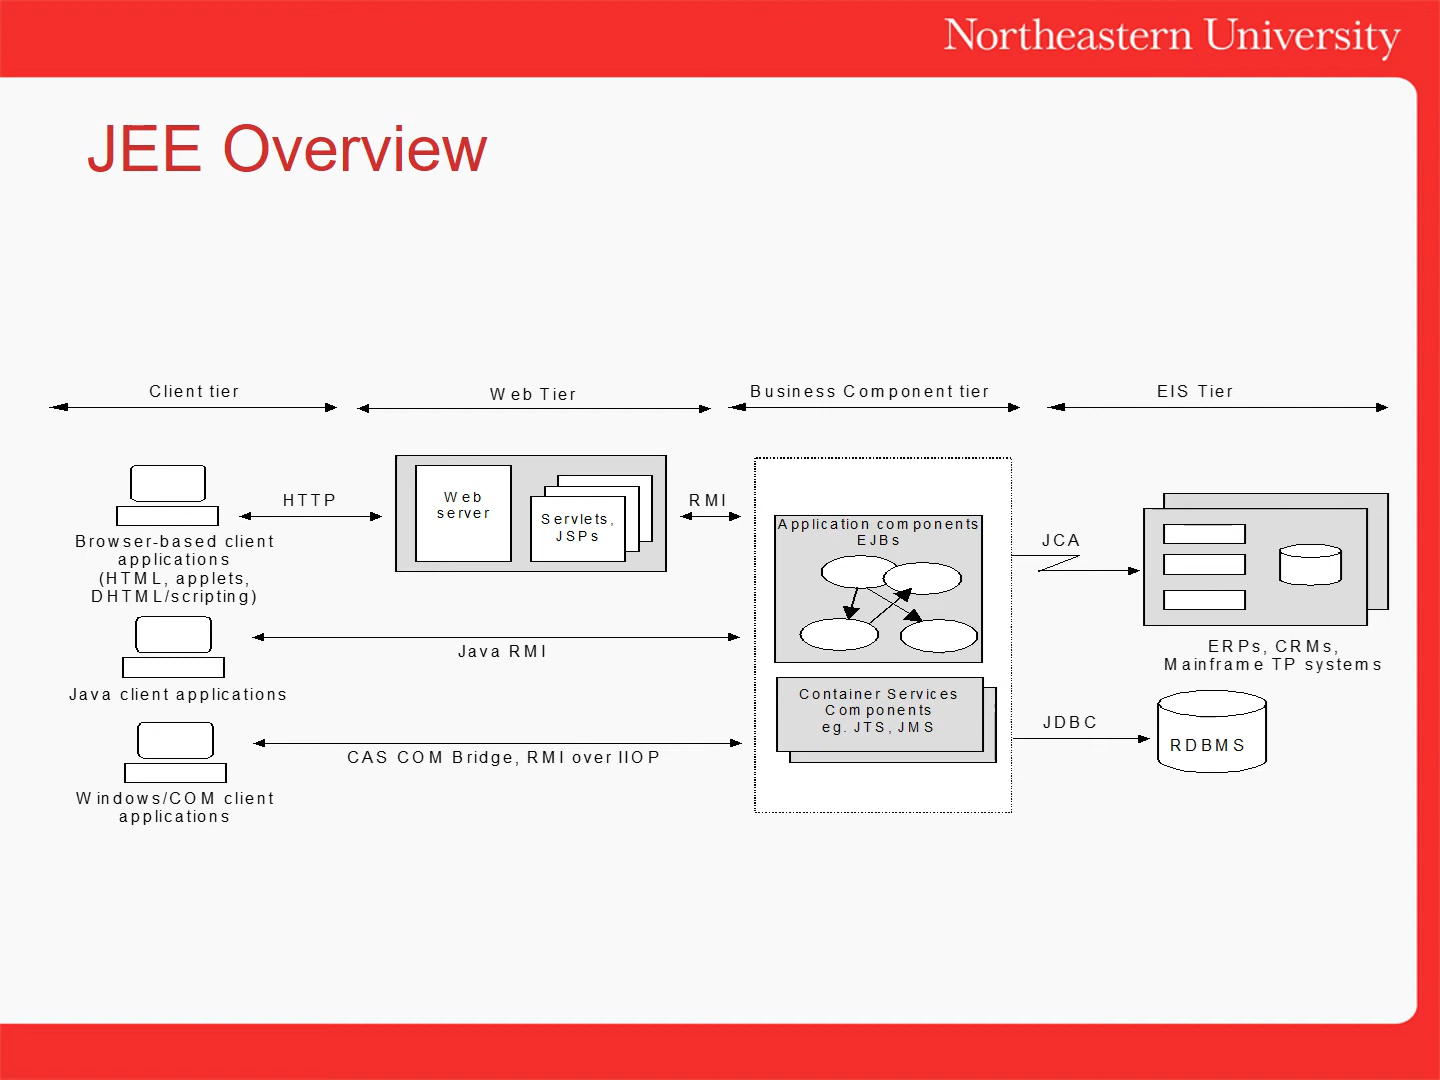 Northeastern University
JEE Overview
Client tier
Web Tier
Business Component tier
EIS Tier
HTTP
Web
server
Servlets,
JSPs
RMI
Application components
EJBs
JCA
Browser-based client
applications
(HTML, applets,
DHTML/scripting)
Java RMI
ERPs, CRMs,
Mainframe TP systems
Java client applications
Container Services
Components
eg. JTS, JMS
JDBC
RDBMS
CAS COM Bridge, RMI over IIOP
Windows/COM client
applications